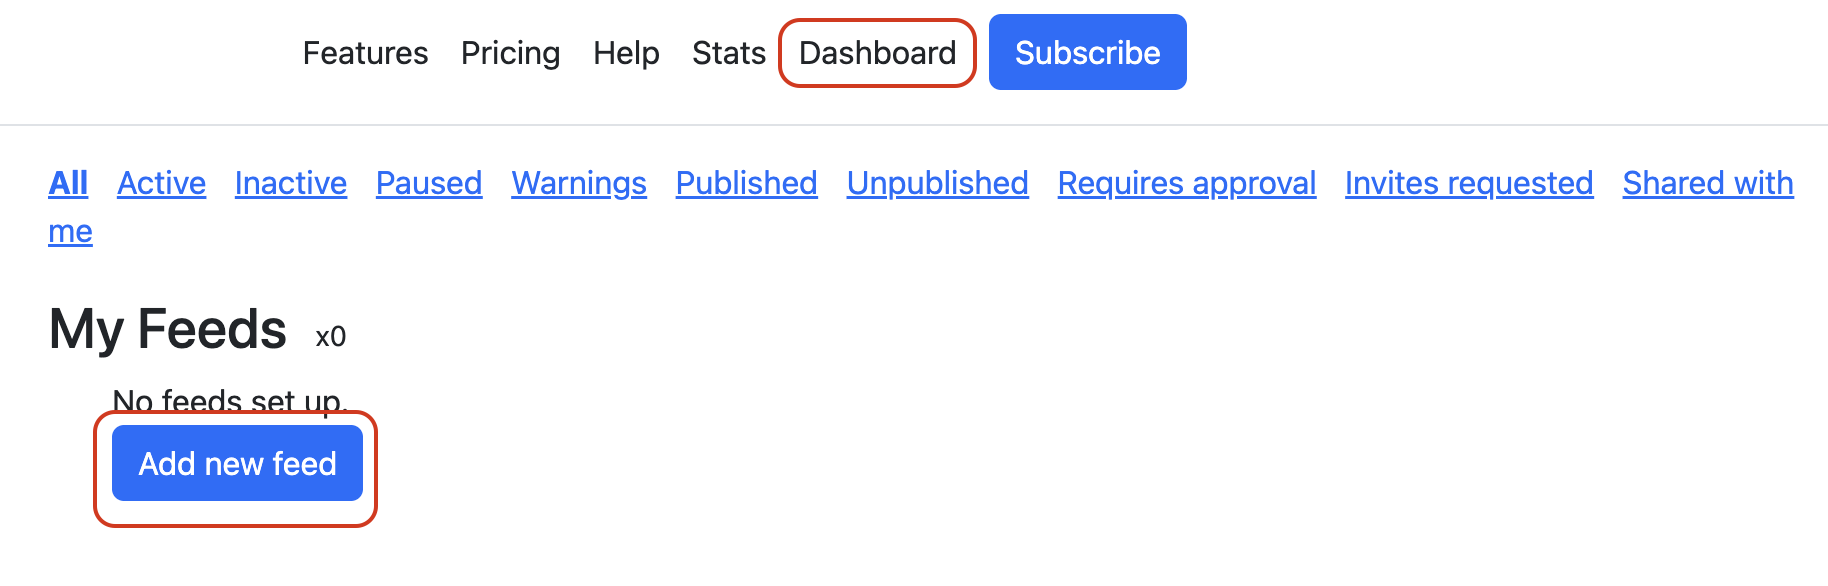 Features Pricing Help Stats Dashboard Subscribe
All Active Inactive Paused Warnings Published Unpublished Requires approval Invites requested Shared with
me
My Feeds x0
No feeds set up.
Add new feed